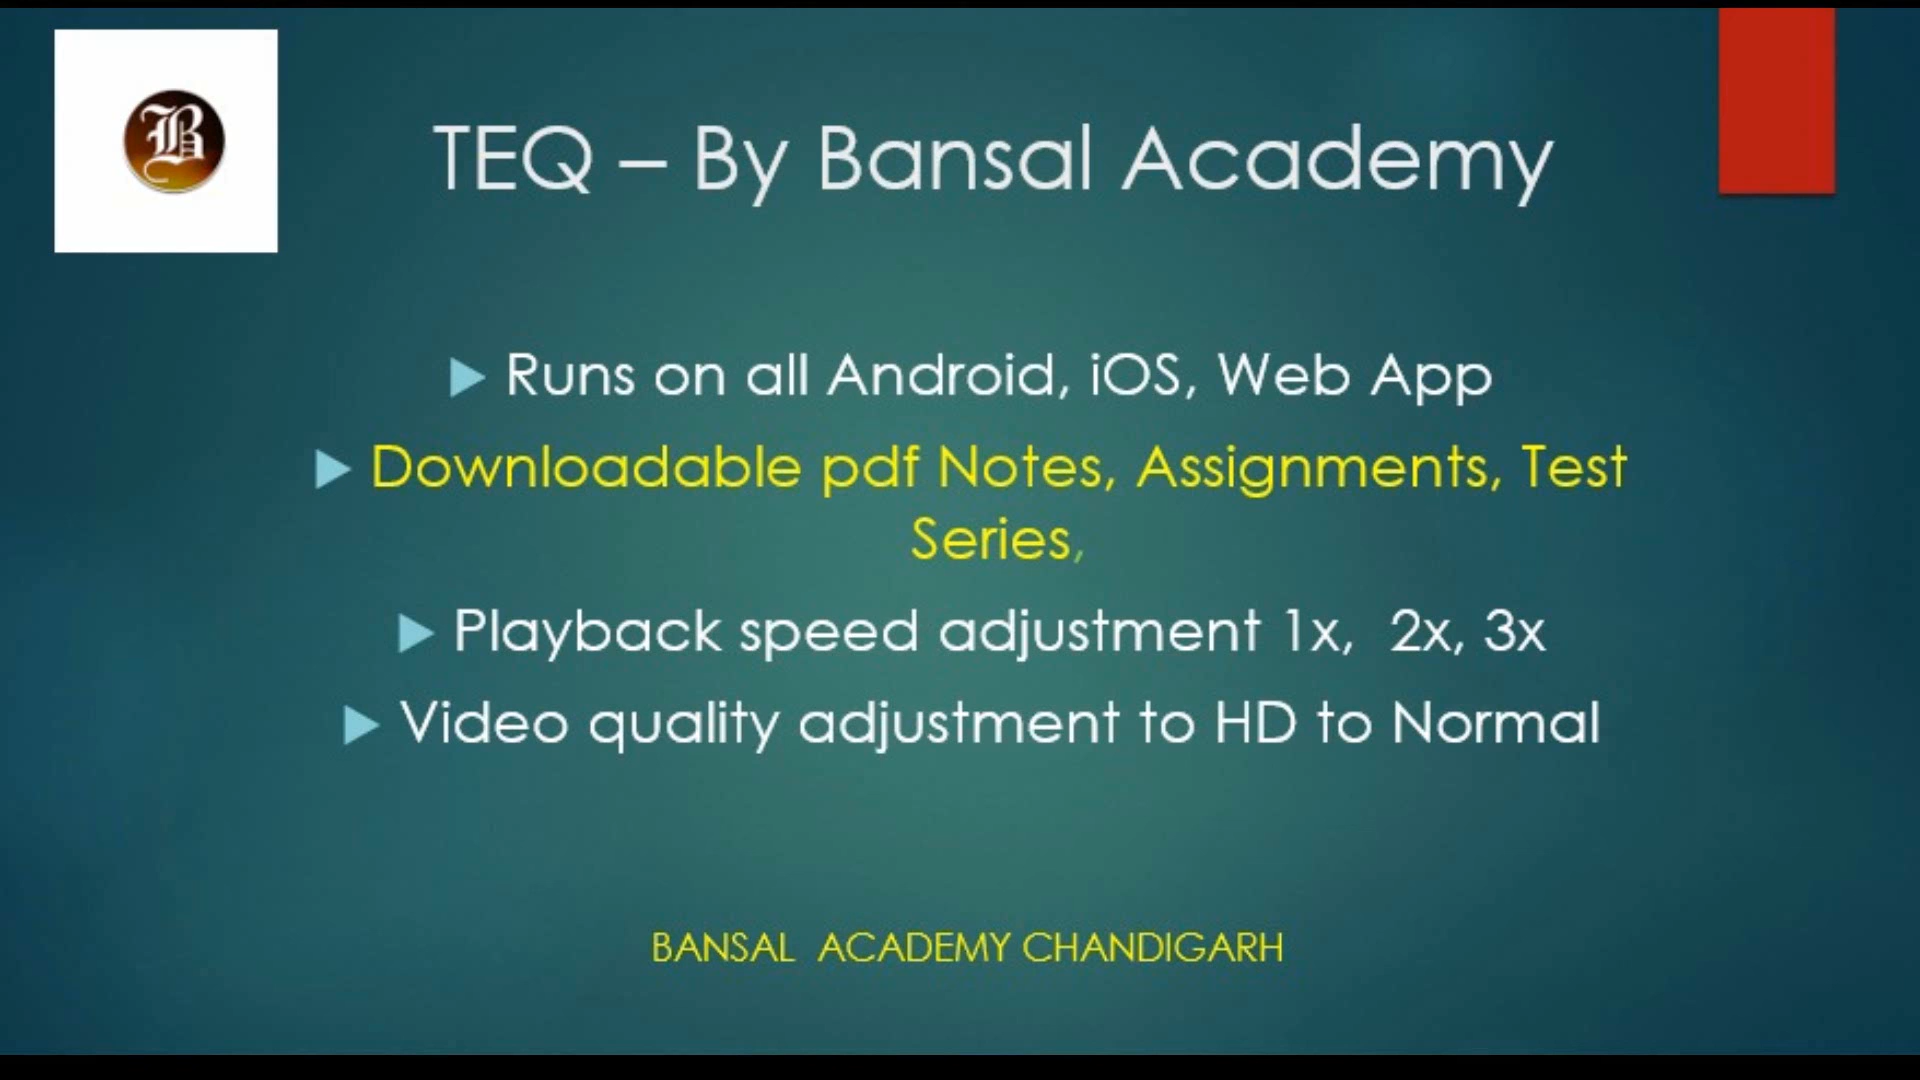 B
TEQ – By Bansal Academy
Runs on all Android, iOS, Web App
Downloadable pdf Notes, Assignments, Test
Series,
Playback speed adjustment 1x, 2x, 3x
Video quality adjustment to HD to Normal
BANSAL ACADEMY CHANDIGARH